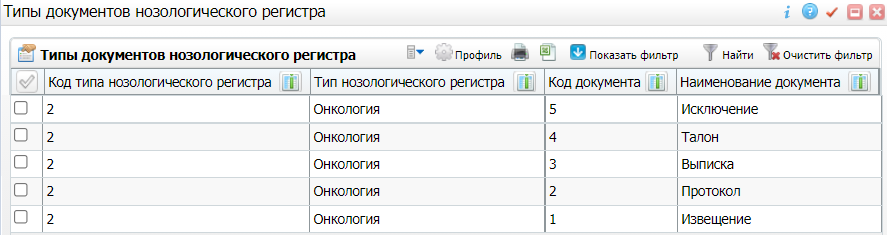 Типы документов нозологического регистра
Типы документов нозологического регистра Профиль Показать фильтр Найти Очистить фильтр
Код типа нозологического регистра Тип нозологического регистра Код документа Наименование документа
2 Онкология 5 Исключение
2 Онкология 4 Талон
2 Онкология 3 Выписка
2 Онкология 2 Протокол
2 Онкология 1 Извещение